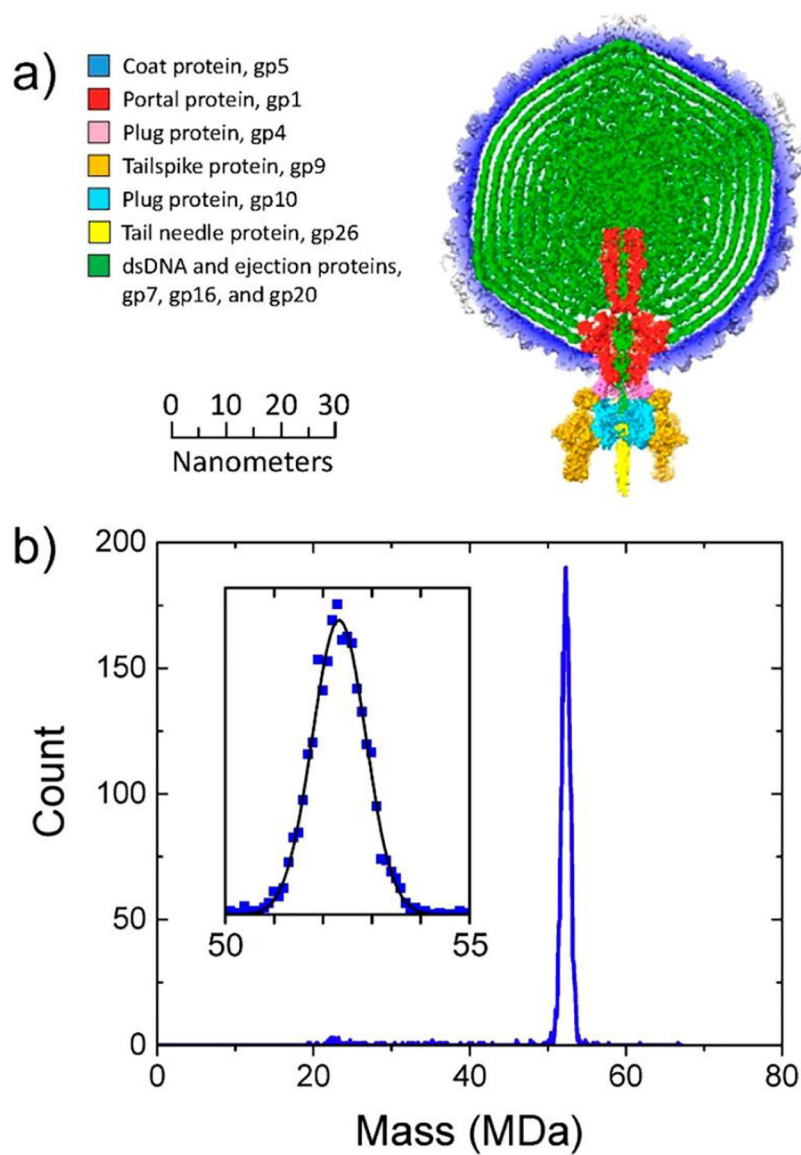 a)
Coat protein, gp5
Portal protein, gp1
Plug protein, gp4
Tailspike protein, gp9
Plug protein, gp10
Tail needle protein, gp26
dsDNA and ejection proteins,
gp7, gp16, and gp20
0 10 20 30
Nanometers
b)
200
150
100
50
0
Count
50 55
0 20 40 60 80
Mass (MDa)